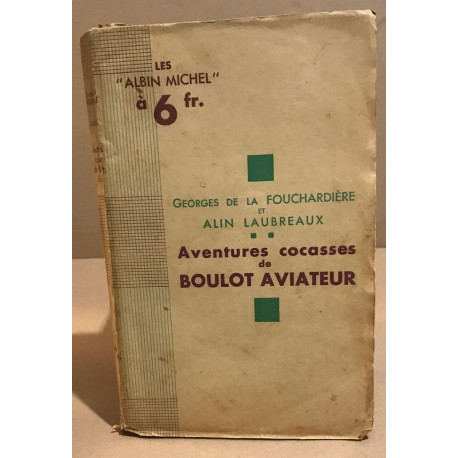 LES
"ALBIN MICHEL"
à 6 fr.
GEORGES DE LA FOUCHARDIÈRE
ET
ALIN LAUBREAUX
Aventures cocasses
de
BOULOT AVIATEUR